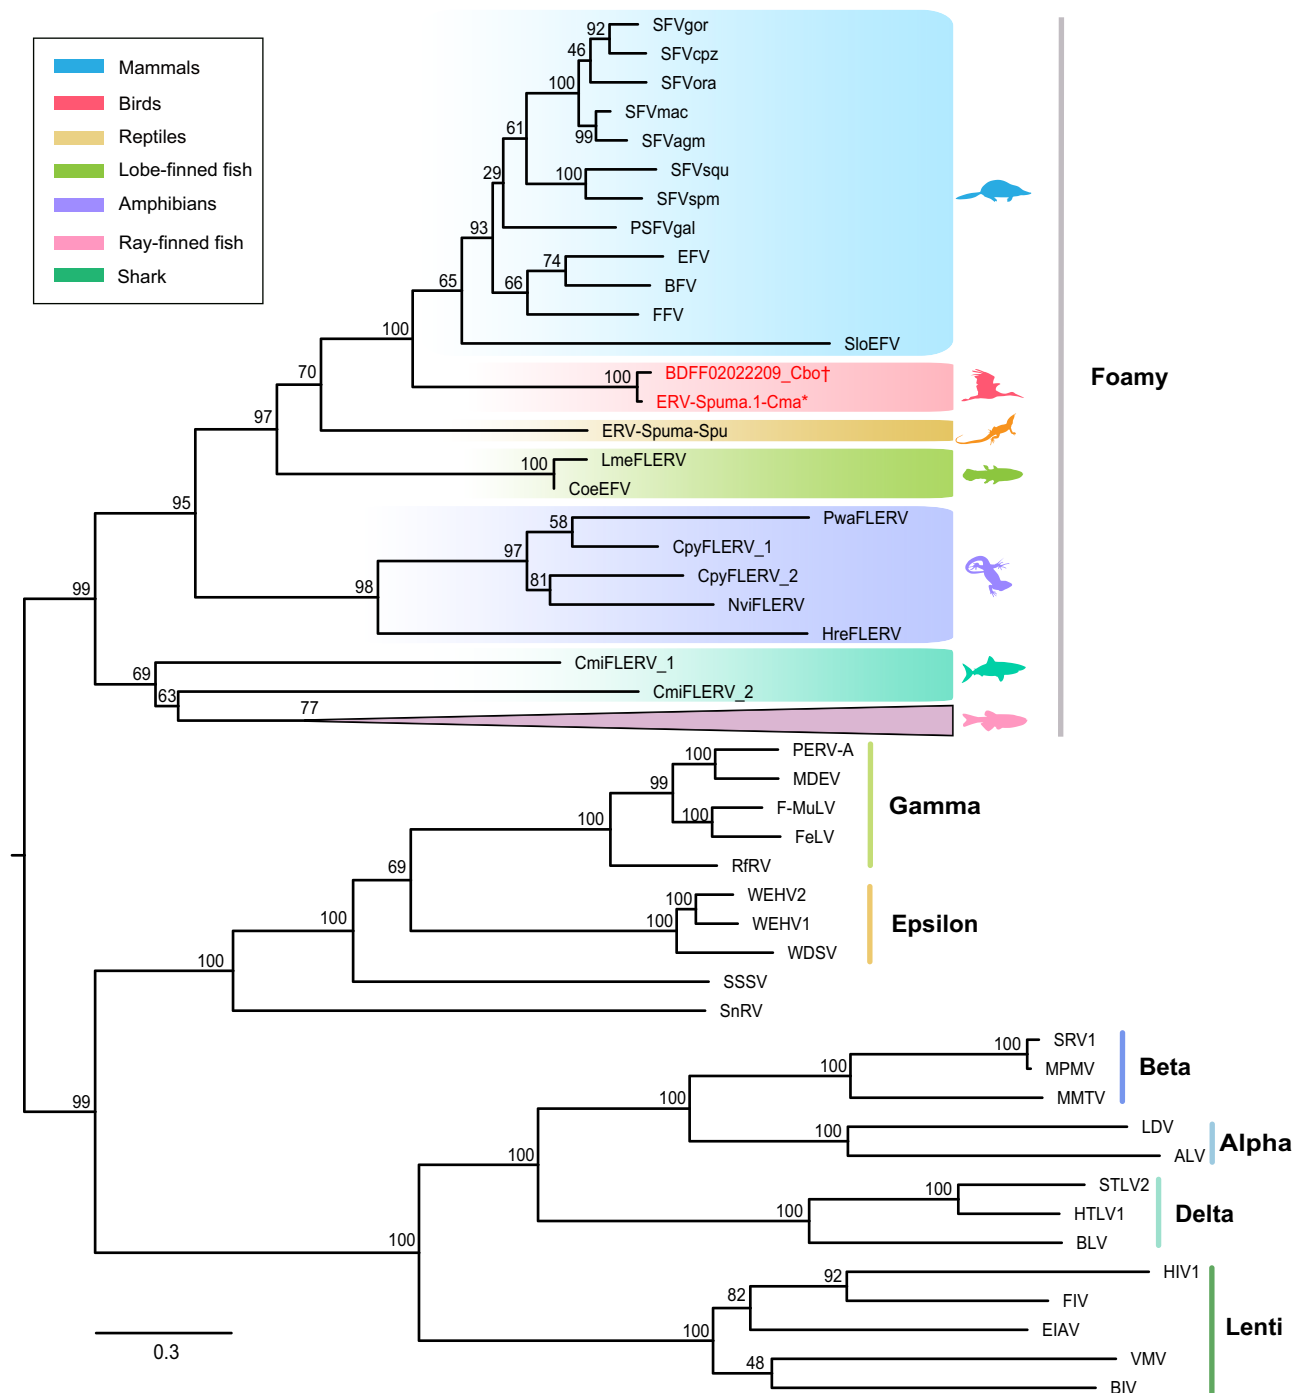 Mammals
Birds
Reptiles
Lobe-finned fish
Amphibians
Ray-finned fish
Shark
92 SFVgor
46 SFVcpz
100 SFVora
SFVmac
61 99 SFVagm
100 SFVsqu
29 SFVspm
93 PSFVgal
74 EFV
65 66 BFV
FFV
100 SloEFV
70 100 BDFF02022209_Cbo†
ERV-Spuma.1-Cma*
97 ERV-Spuma-Spu
100 LmeFLERV
CoeEFV
95 58 PwaFLERV
97 CpyFLERV_1
99 98 81 CpyFLERV_2
NviFLERV
HreFLERV
69 CmiFLERV_1
63 CmiFLERV_2
77
Foamy
100 PERV-A
99 MDEV
100 100 F-MuLV
FeLV
69 RfRV
Gamma
100 100 WEHV2
100 WEHV1
WDSV
Epsilon
100 SSSV
SnRV
99 100 SRV1
100 MPMV
100 MMTV
Beta
100 100 LDV
ALV
Alpha
100 STLV2
100 HTLV1
BLV
Delta
100 92 HIV1
82 FIV
100 EIAV
48 VMV
BIV
Lenti
0.3